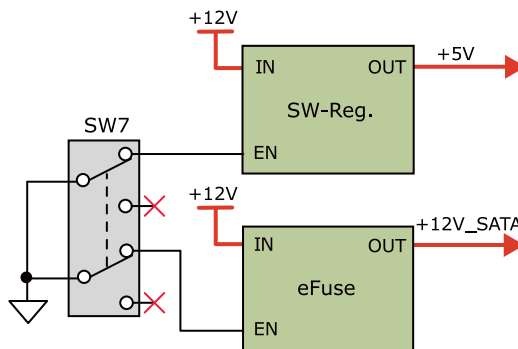 +12V
IN
OUT
+5V
SW-Reg.
EN
SW7
+12V
IN
OUT
+12V_SATA
eFuse
EN